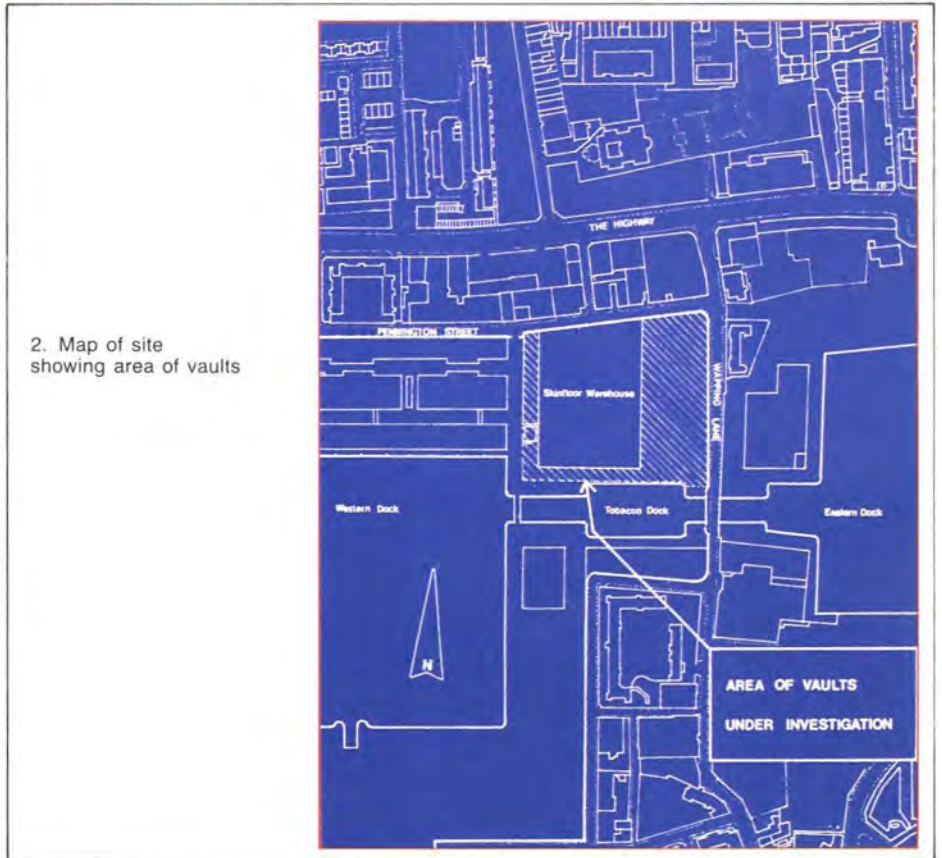 2. Map of site
showing area of vaults
THE HIGHWAY
PENNINGTON STREET
Skinfloor Warehouse
WAPPING LANE
Western Dock
Tobacco Dock
Eastern Dock
N
AREA OF VAULTS
UNDER INVESTIGATION